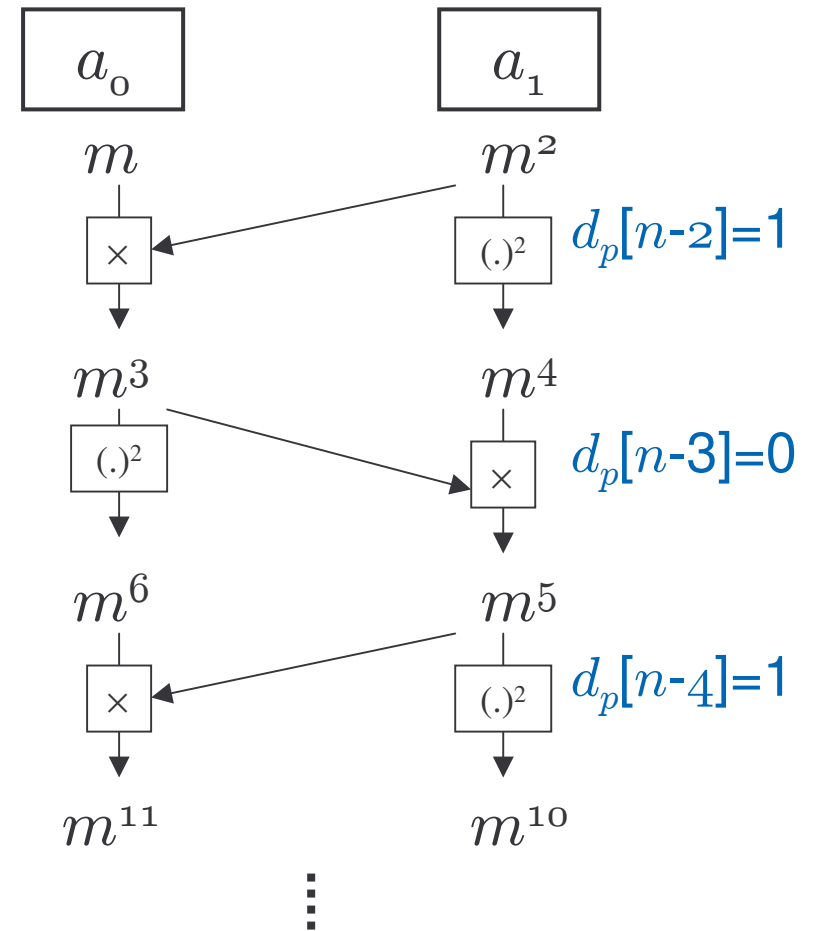 a₀ a₁
m m²
× (.)² dₚ[n-2]=1
m³ m⁴
(.)² × dₚ[n-3]=0
m⁶ m⁵
× (.)² dₚ[n-4]=1
m¹¹ m¹⁰